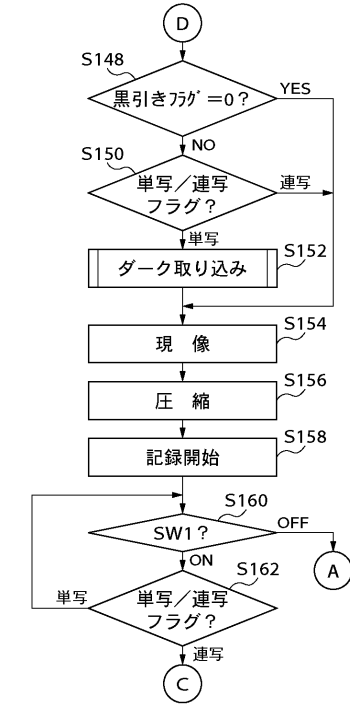 D
S148
黒引きﾌﾗｸﾞ=0?
YES
NO
S150
単写/連写
フラグ?
連写
単写
S152
ダーク取り込み
S154
現 像
S156
圧 縮
S158
記録開始
S160
SW1?
OFF
ON
A
S162
単写/連写
フラグ?
単写
連写
C